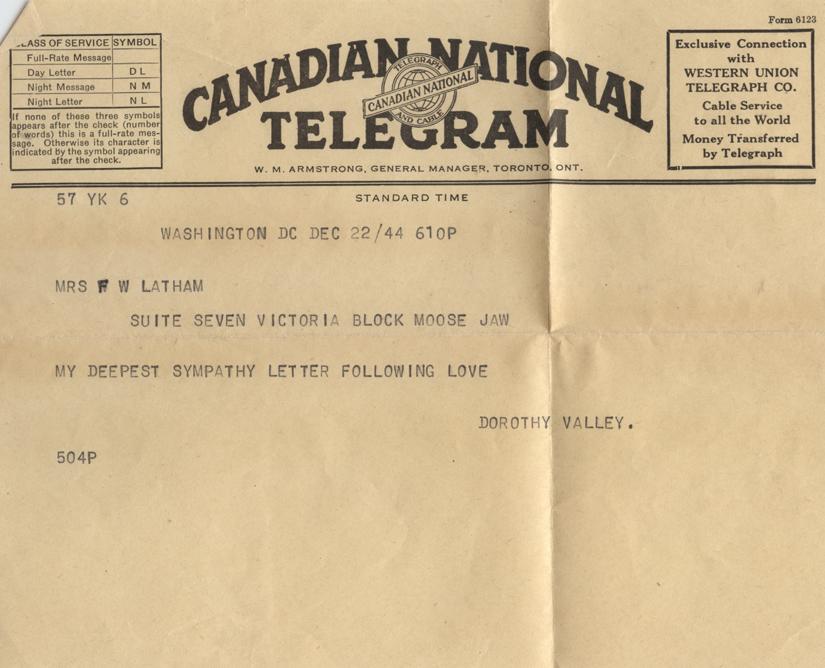 Form 6123
CLASS OF SERVICE SYMBOL
Full-Rate Message
Day Letter D L
Night Message N M
Night Letter N L
If none of these three symbols
appears after the check (number
of words) this is a full-rate mes-
sage. Otherwise its character is
indicated by the symbol appearing
after the check.
CANADIAN NATIONAL
TELEGRAPH
CANADIAN NATIONAL
AND CABLE
TELEGRAM
W. M. ARMSTRONG, GENERAL MANAGER, TORONTO, ONT.
Exclusive Connection
with
WESTERN UNION
TELEGRAPH CO.
Cable Service
to all the World
Money Transferred
by Telegraph
57 YK 6
STANDARD TIME
WASHINGTON DC DEC 22/44 610P
MRS F W LATHAM
SUITE SEVEN VICTORIA BLOCK MOOSE JAW
MY DEEPEST SYMPATHY LETTER FOLLOWING LOVE
DOROTHY VALLEY.
504P